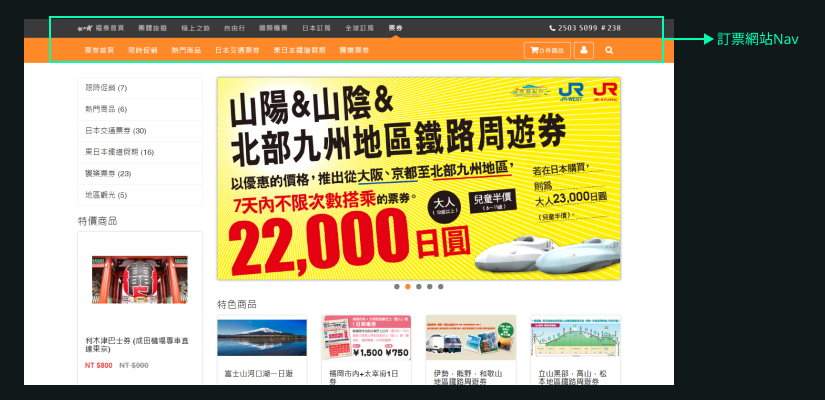 福泰首頁 團體旅遊 極上之旅 自由行 國際機票 日本訂房 全球訂房 票券 2503 5099 #238
票券首頁 限時促銷 熱門商品 日本交通票券 東日本鐵道假期 饗樂票券 0 件商品
訂票網站Nav
限時促銷 (7)
熱門商品 (6)
日本交通票券 (30)
東日本鐵道假期 (16)
饗樂票券 (23)
地區觀光 (5)
特價商品
利木津巴士券 (成田機場專車直
達東京)
NT $800 NT $900
山陽&山陰&
北部九州地區鐵路周遊券
JR-WEST JR-KYUSHU
以優惠的價格，推出從大阪、京都至北部九州地區，
7天內不限次數搭乘的票券。
22,000日圓
大人
(12歲以上)
兒童半價
(6~11歲)
若在日本購買，
則為
大人23,000日圓
(兒童半價)。
特色商品
富士山河口湖一日遊
1日乘車券
¥1,500 ¥750
福岡市內+太宰府1日
券
伊勢‧熊野‧和歌山
地區鐵路周遊券
立山黑部‧高山‧松
本地區鐵路周遊券